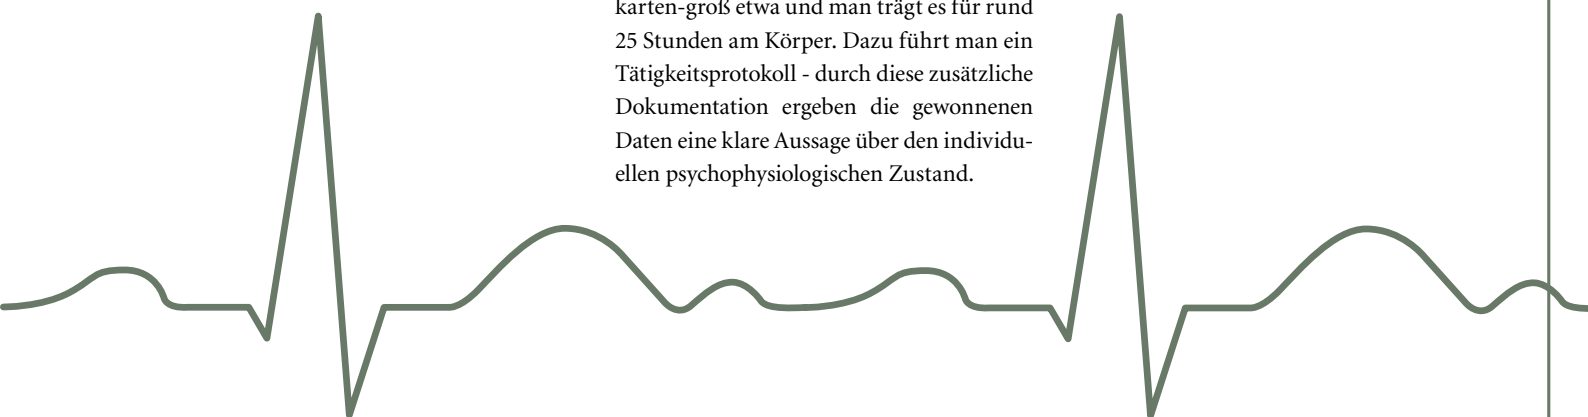 karten-groß etwa und man trägt es für rund
25 Stunden am Körper. Dazu führt man ein
Tätigkeitsprotokoll - durch diese zusätzliche
Dokumentation ergeben die gewonnenen
Daten eine klare Aussage über den individu-
ellen psychophysiologischen Zustand.